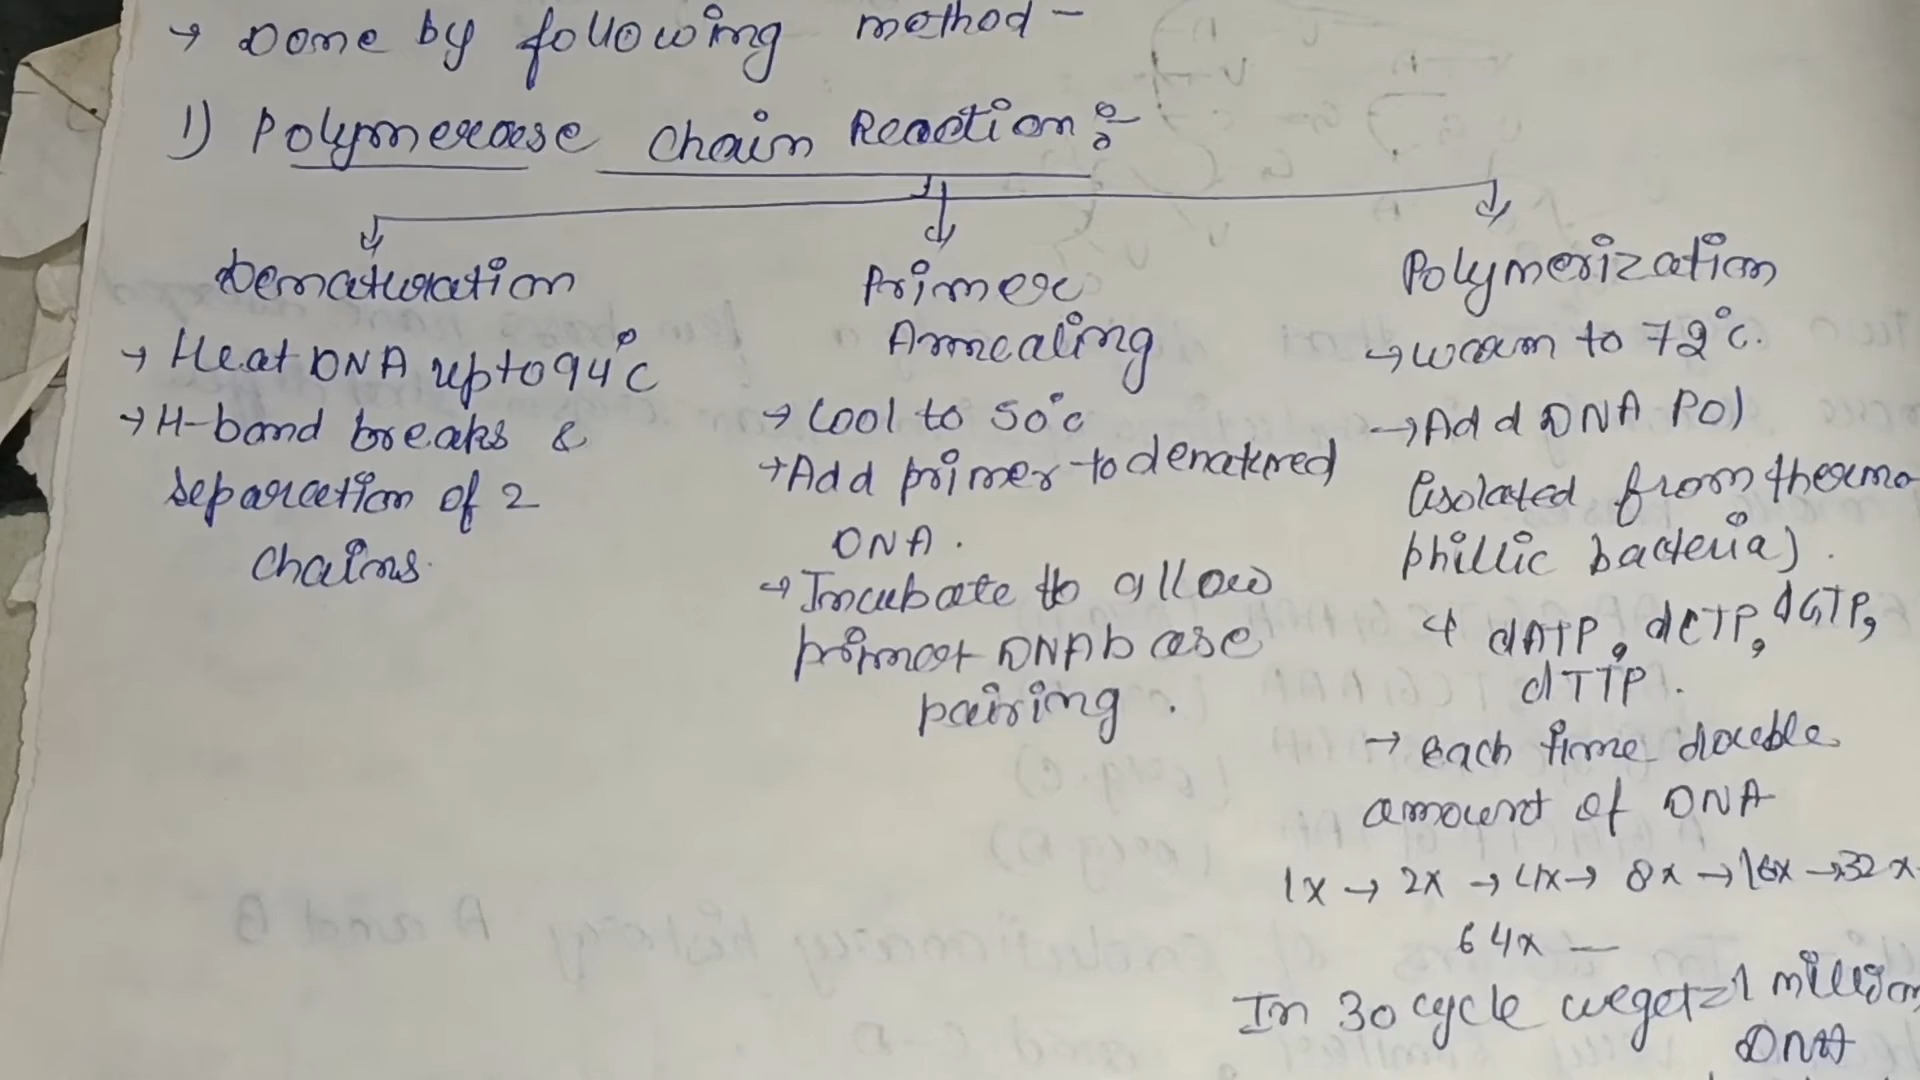 → Done by following method -
1) Polymerase Chain Reaction :-
Denaturation
→ Heat DNA upto 94°C
→ H-bond breaks &
separation of 2
chains.
Primer
Annealing
→ Cool to 50°C
→ Add primer to denatured
DNA.
→ Incubate to allow
primer DNA base
pairing.
Polymerization
→ warm to 72°C.
→ Add DNA Pol
(isolated from thermo
phillic bacteria).
& dATP, dCTP, dGTP,
dTTP.
→ each time double
amount of DNA
1x → 2x → 4x → 8x → 16x → 32x
64x —
In 30 cycle we get = 1 million
DNA